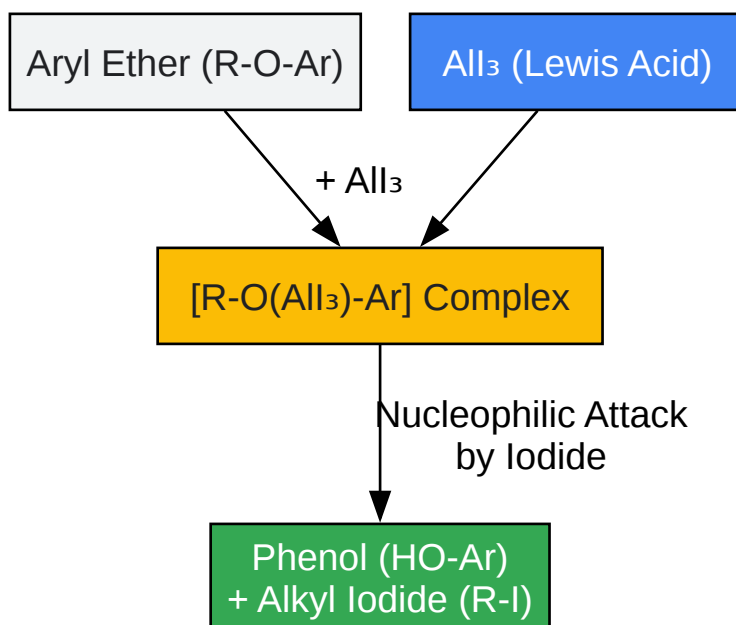 Aryl Ether (R-O-Ar)
AlI₃ (Lewis Acid)
+ AlI₃
[R-O(AlI₃)-Ar] Complex
Nucleophilic Attack
by Iodide
Phenol (HO-Ar)
+ Alkyl Iodide (R-I)